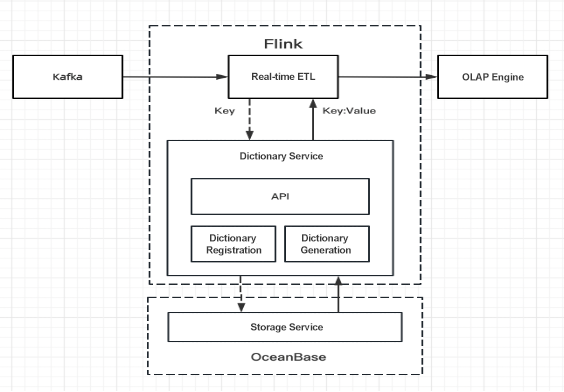 Flink
Kafka
Real-time ETL
OLAP Engine
Key
Key:Value
Dictionary Service
API
Dictionary
Registration
Dictionary
Generation
Storage Service
OceanBase